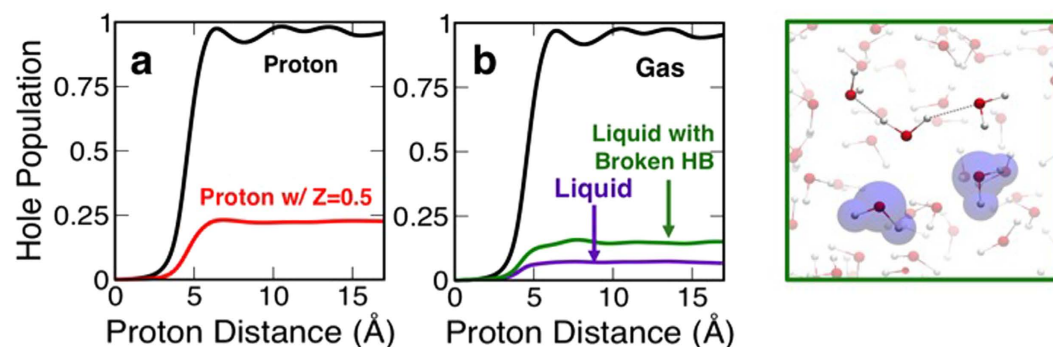 Hole Population
1
0.75
0.5
0.25
0
a
Proton
Proton w/ Z=0.5
0 5 10 15
Proton Distance (Å)
1
0.75
0.5
0.25
0
b
Gas
Liquid with
Broken HB
Liquid
0 5 10 15
Proton Distance (Å)